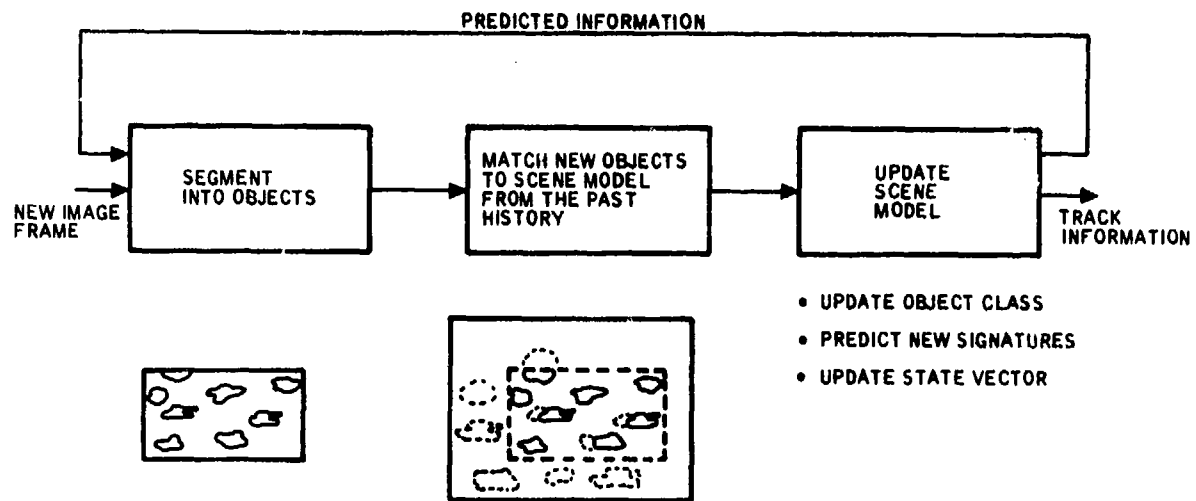 PREDICTED INFORMATION
SEGMENT
INTO OBJECTS
MATCH NEW OBJECTS
TO SCENE MODEL
FROM THE PAST
HISTORY
UPDATE
SCENE
MODEL
NEW IMAGE
FRAME
TRACK
INFORMATION
• UPDATE OBJECT CLASS
• PREDICT NEW SIGNATURES
• UPDATE STATE VECTOR